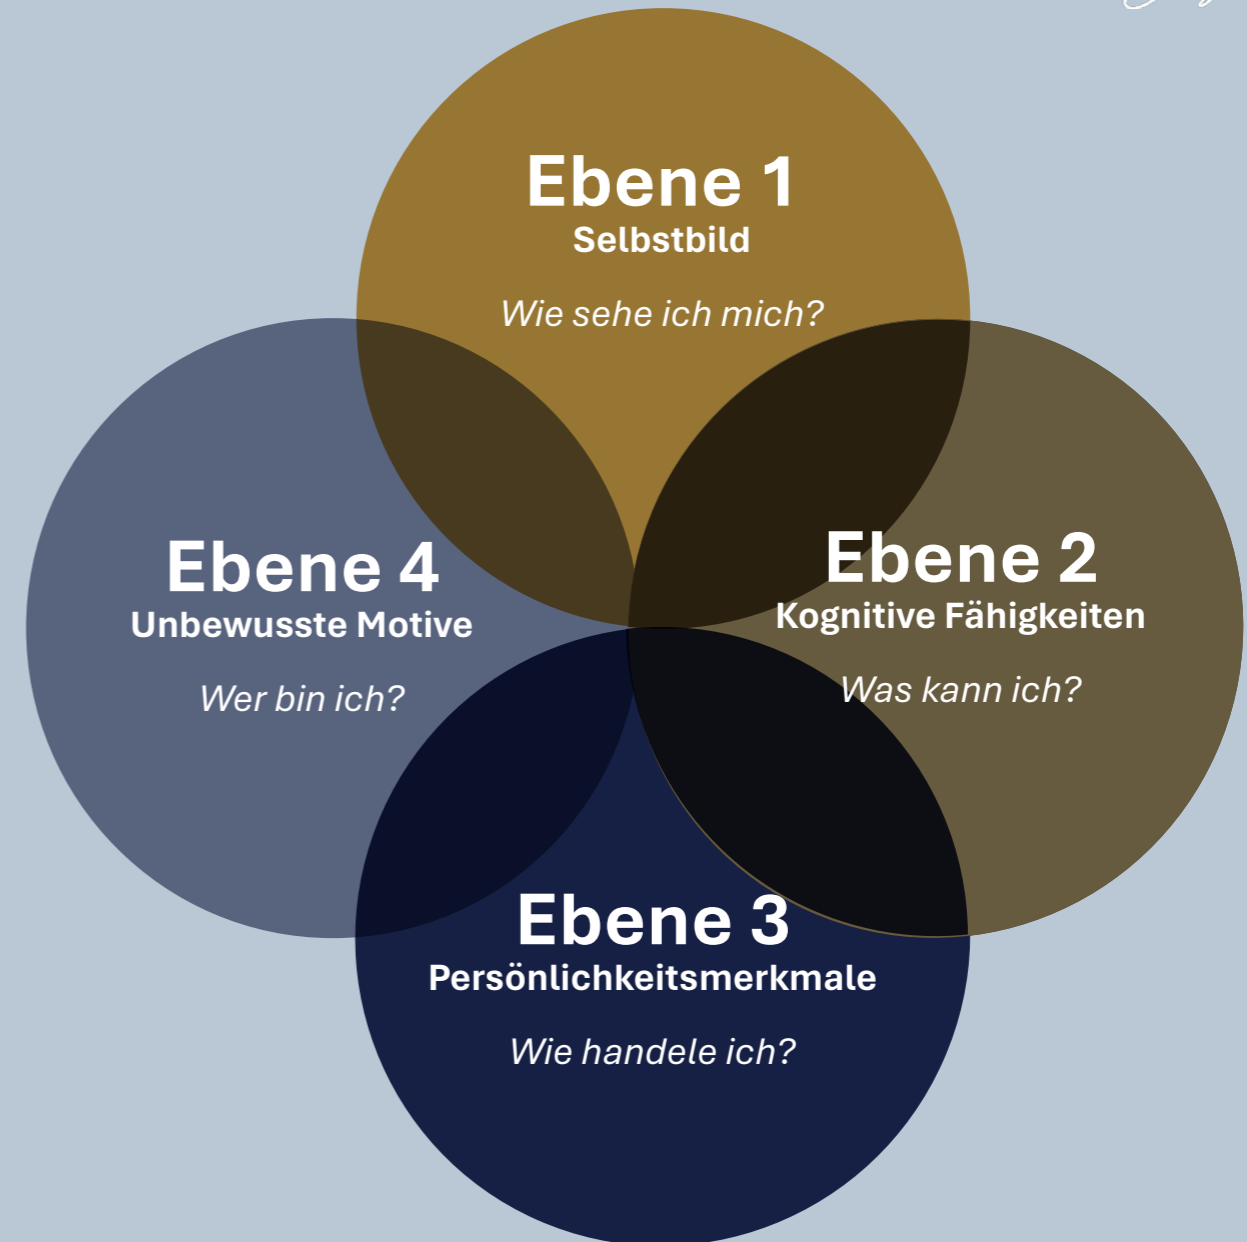 Ebene 1
Selbstbild
Wie sehe ich mich?
Ebene 4
Unbewusste Motive
Wer bin ich?
Ebene 2
Kognitive Fähigkeiten
Was kann ich?
Ebene 3
Persönlichkeitsmerkmale
Wie handele ich?